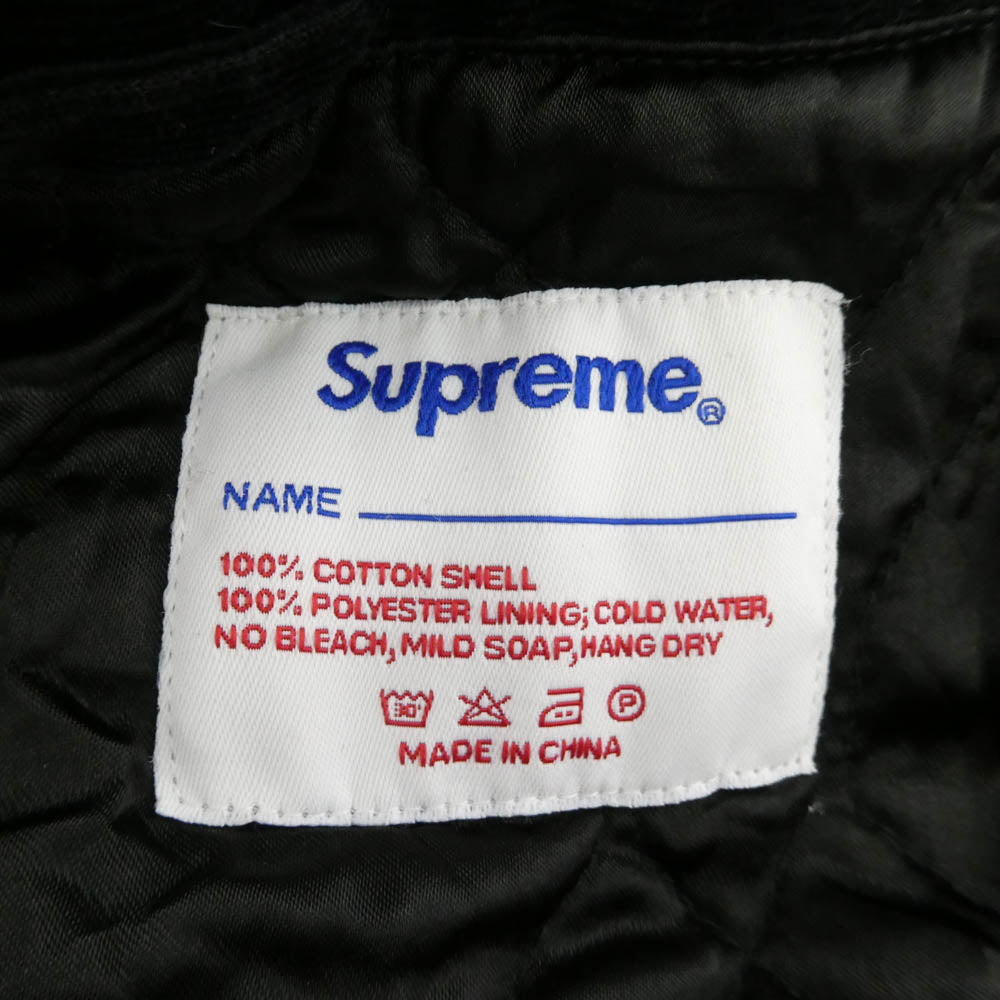 Supreme®
NAME
100% COTTON SHELL
100% POLYESTER LINING; COLD WATER,
NO BLEACH, MILD SOAP, HANG DRY
30° P
MADE IN CHINA